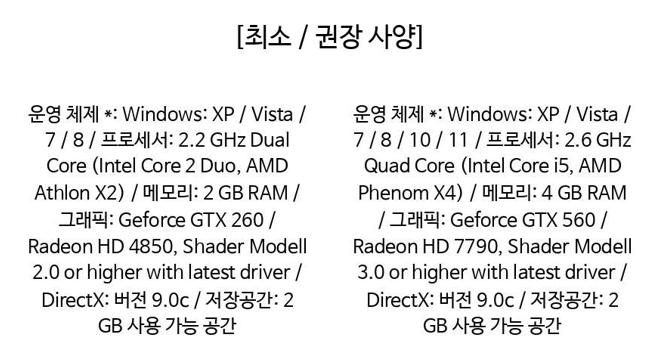 [최소 / 권장 사양]
운영 체제 *: Windows: XP / Vista /
7 / 8 / 프로세서: 2.2 GHz Dual
Core (Intel Core 2 Duo, AMD
Athlon X2) / 메모리: 2 GB RAM /
그래픽: Geforce GTX 260 /
Radeon HD 4850, Shader Modell
2.0 or higher with latest driver /
DirectX: 버전 9.0c / 저장공간: 2
GB 사용 가능 공간
운영 체제 *: Windows: XP / Vista /
7 / 8 / 10 / 11 / 프로세서: 2.6 GHz
Quad Core (Intel Core i5, AMD
Phenom X4) / 메모리: 4 GB RAM
/ 그래픽: Geforce GTX 560 /
Radeon HD 7790, Shader Modell
3.0 or higher with latest driver /
DirectX: 버전 9.0c / 저장공간: 2
GB 사용 가능 공간